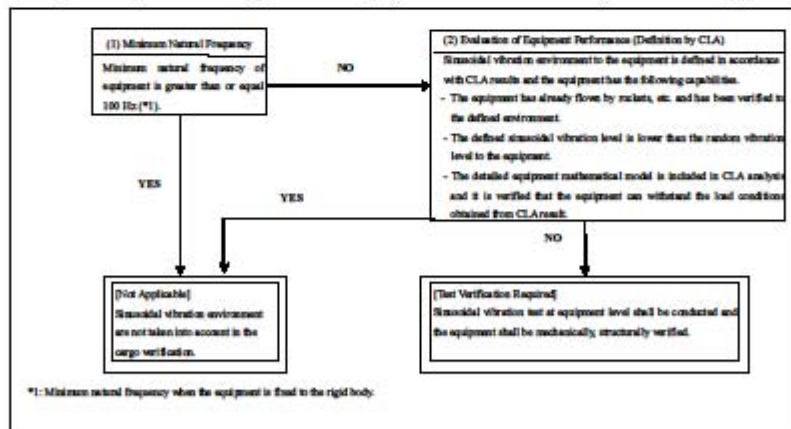 (1) Minimum Natural Frequency
Minimum natural frequency of
equipment is greater than or equal
100 Hz (*1).
NO
(2) Evaluation of Equipment Performance (Definition by CLA)
Sinusoidal vibration environment to the equipment is defined in accordance
with CLA results and the equipment has the following capabilities.
- The equipment has already flown by rockets, etc. and has been verified to
the defined environment.
- The defined sinusoidal vibration level is lower than the random vibration
level to the equipment.
- The detailed equipment mathematical model is included in CLA analysis
and it is verified that the equipment can withstand the load conditions
obtained from CLA result.
YES
YES
NO
[Not Applicable]
Sinusoidal vibration environment
are not taken into account in the
cargo verification.
[Test Verification Required]
Sinusoidal vibration test at equipment level shall be conducted and
the equipment shall be mechanically, structurally verified.
*1: Minimum natural frequency when the equipment is fixed to the rigid body.